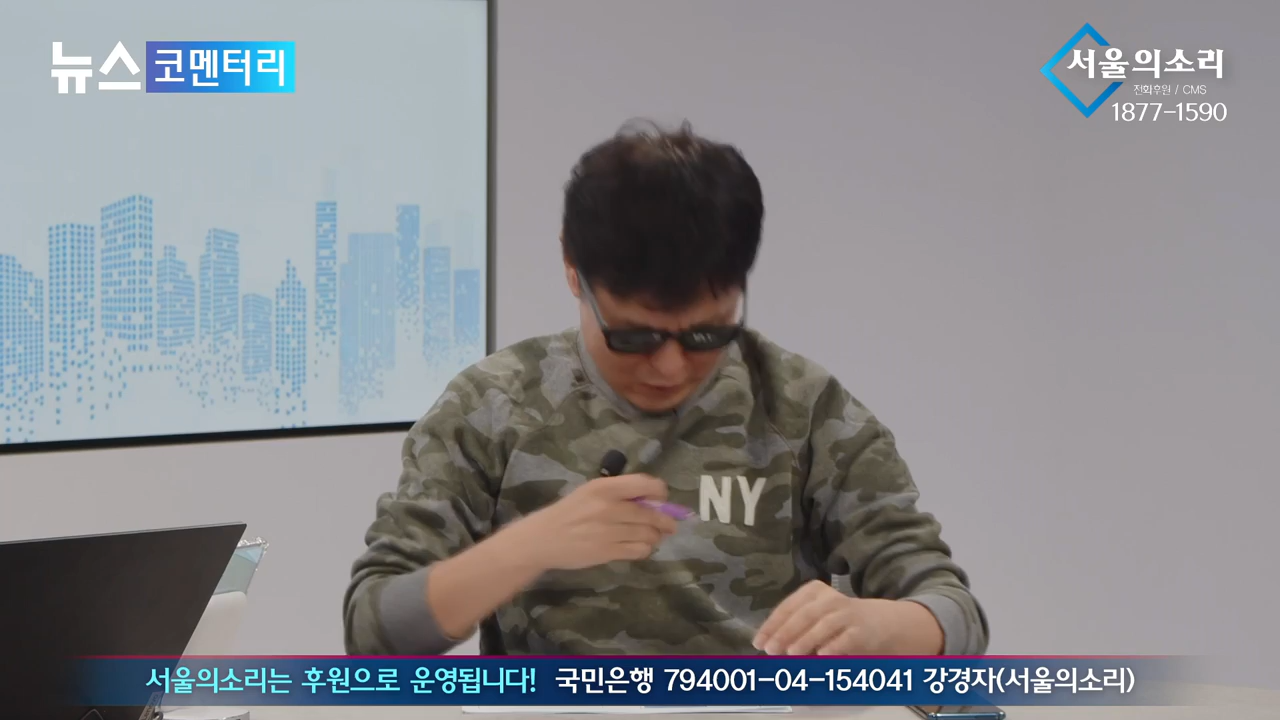 뉴스 코멘터리
서울의소리
전화후원 / CMS
1877-1590
NY
서울의소리는 후원으로 운영됩니다! 국민은행 794001-04-154041 강경자(서울의소리)